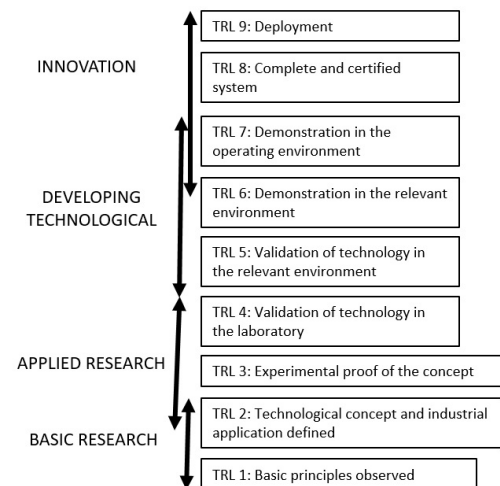 TRL 9: Deployment
INNOVATION
TRL 8: Complete and certified
system
TRL 7: Demonstration in the
operating environment
DEVELOPING
TECHNOLOGICAL
TRL 6: Demonstration in the relevant
environment
TRL 5: Validation of technology in
the relevant environment
TRL 4: Validation of technology in
the laboratory
APPLIED RESEARCH
TRL 3: Experimental proof of the concept
TRL 2: Technological concept and industrial
application defined
BASIC RESEARCH
TRL 1: Basic principles observed